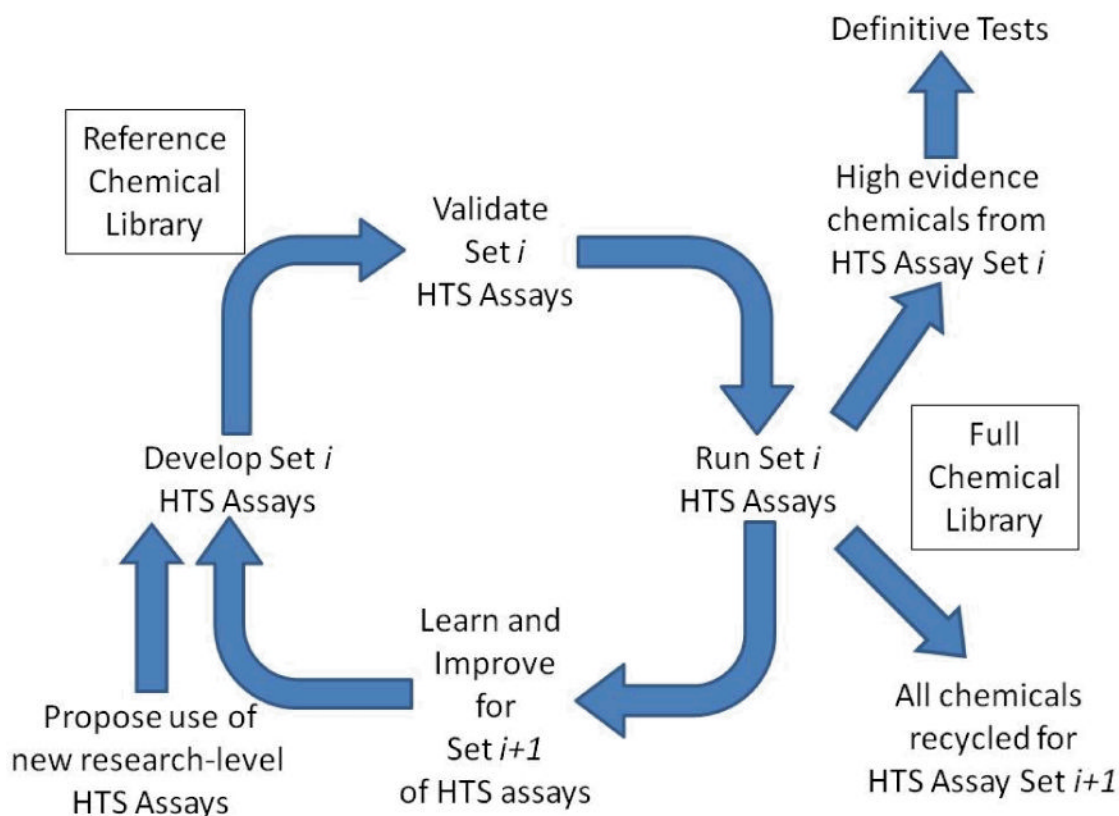 Definitive Tests
Reference
Chemical
Library
Validate
Set i
HTS Assays
High evidence
chemicals from
HTS Assay Set i
Develop Set i
HTS Assays
Run Set i
HTS Assays
Full
Chemical
Library
Learn and
Improve
for
Set i+1
of HTS assays
Propose use of
new research-level
HTS Assays
All chemicals
recycled for
HTS Assay Set i+1